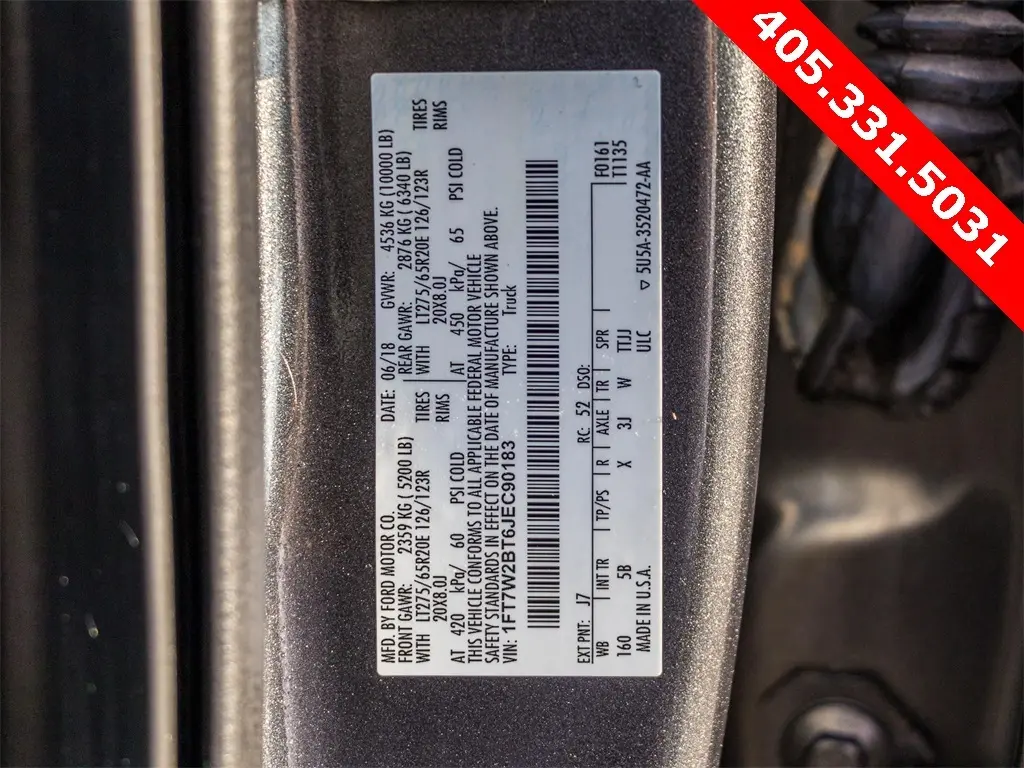 405.331.5031
MFD. BY FORD MOTOR CO. DATE: 06/18 GVWR: 4536 KG (10000 LB)
FRONT GAWR: 2359 KG ( 5200 LB) REAR GAWR: 2876 KG ( 6340 LB)
WITH LT275/65R20E 126/123R TIRES WITH LT275/65R20E 126/123R TIRES
20X8.0J RIMS 20X8.0J RIMS
AT 420 kPa/ 60 PSI COLD AT 450 kPa/ 65 PSI COLD
THIS VEHICLE CONFORMS TO ALL APPLICABLE FEDERAL MOTOR VEHICLE
SAFETY STANDARDS IN EFFECT ON THE DATE OF MANUFACTURE SHOWN ABOVE.
VIN: 1FT7W2BT6JEC90183 TYPE: Truck
EXT PNT: J7 RC: 52 DSO: F0161
WB INT TR TP/PS R AXLE TR SPR T1135
160 5B X 3J W TIJJ
MADE IN U.S.A. ULC ▽ 5U5A-3520472-AA